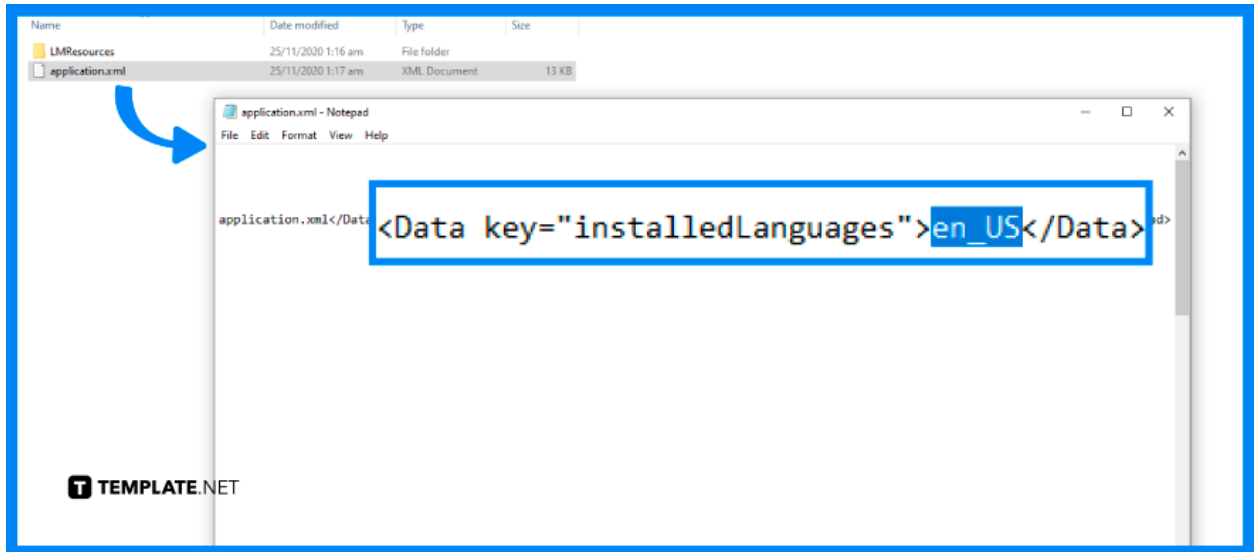 Name Date modified Type Size
LMResources 25/11/2020 1:16 am File folder
application.xml 25/11/2020 1:17 am XML Document 13 KB
application.xml - Notepad
File Edit Format View Help
application.xml</Data
<Data key="installedLanguages">en_US</Data>
TEMPLATE.NET